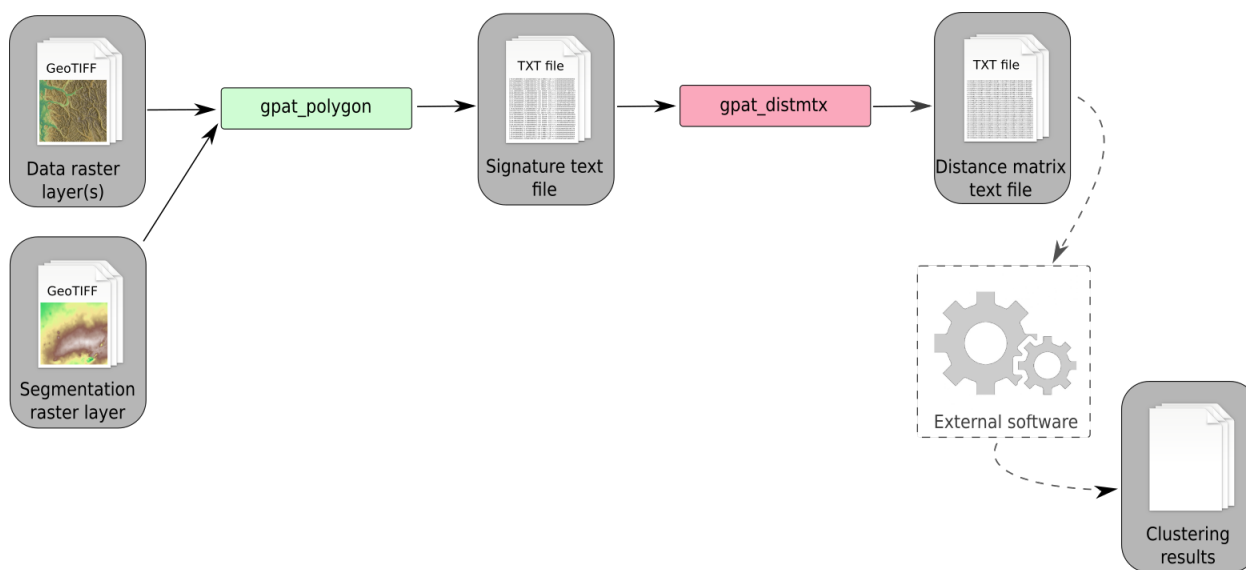 GeoTIFF
Data raster
layer(s)
gpat_polygon
TXT file
Signature text
file
gpat_distmtx
TXT file
Distance matrix
text file
GeoTIFF
Segmentation
raster layer
External software
Clustering
results